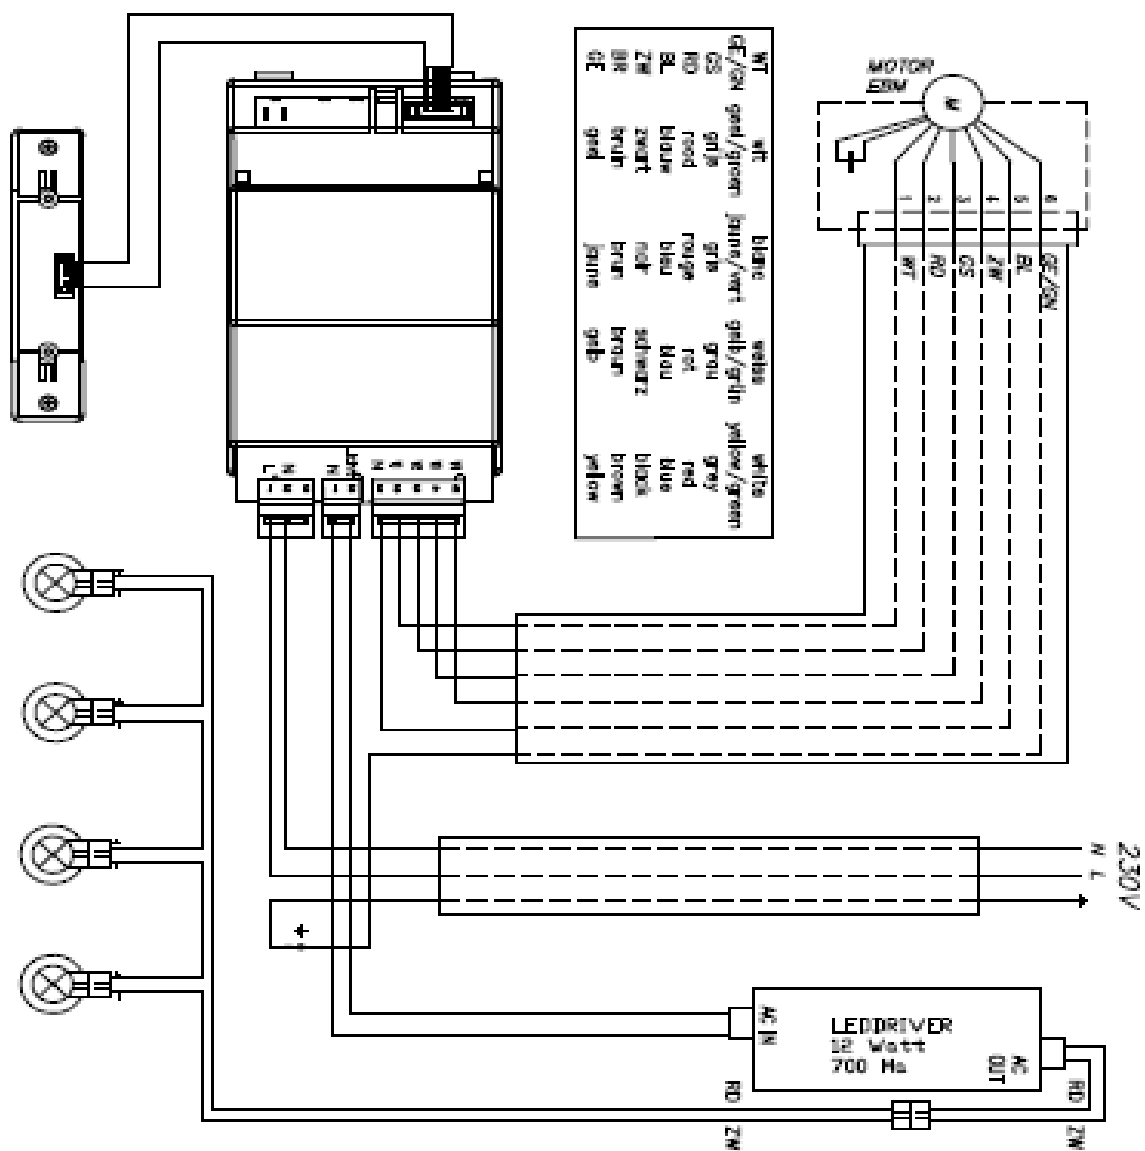 WT wit blanc weiss white
GE/GN geel/groen jaune/vert gelb/grün yellow/green
GS grijs gris grau grey
RD rood rouge rot red
BL blauw bleu blau blue
ZW zwart noir schwarz black
BR bruin brun braun brown
GE geel jaune gelb yellow
MOTOR
EBM
M
1 2 3 4 5 6
WT RD GS ZW BL GE/GN
L N
N
N
230V
N
L
AC IN
LEDDRIVER
12 Watt
700 Ma
AC OUT
RD RD
ZW ZW